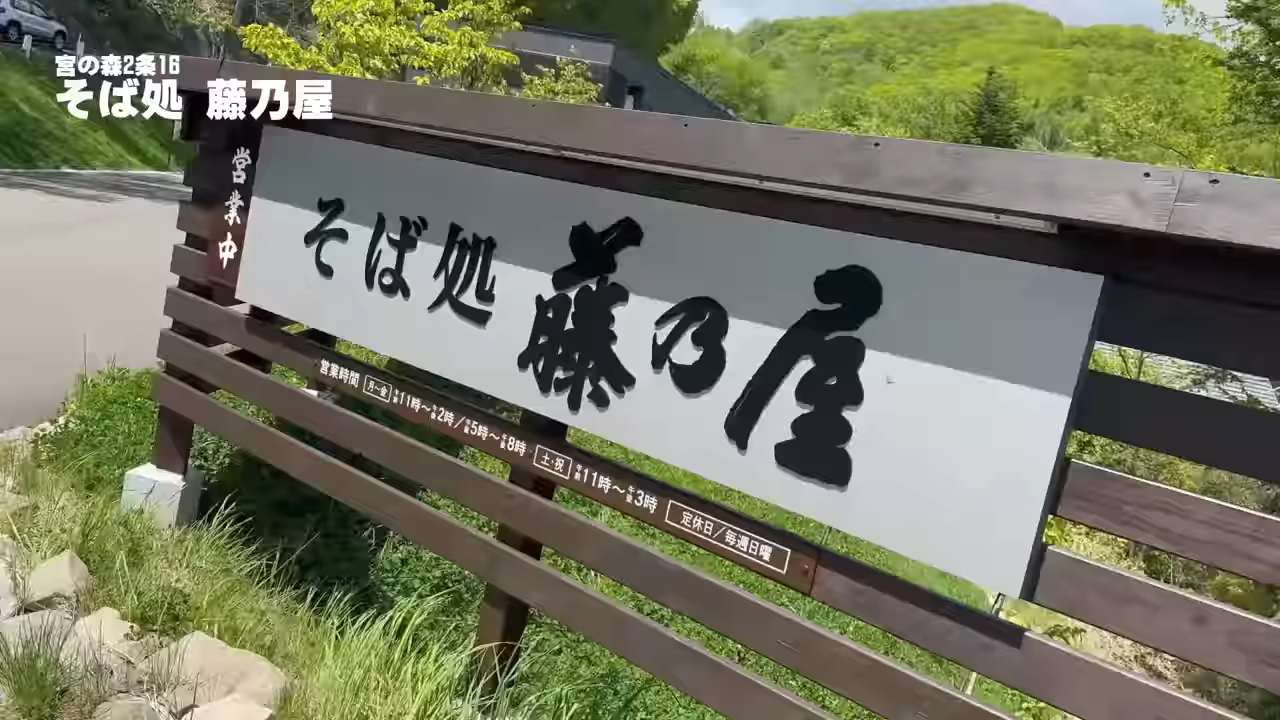 宮の森2条16
そば処 藤乃屋
営業中
そば処 藤乃屋
営業時間 月〜金 午前11時〜午後2時/午後5時〜午後8時 土・祝 午前11時〜午後3時 定休日/毎週日曜